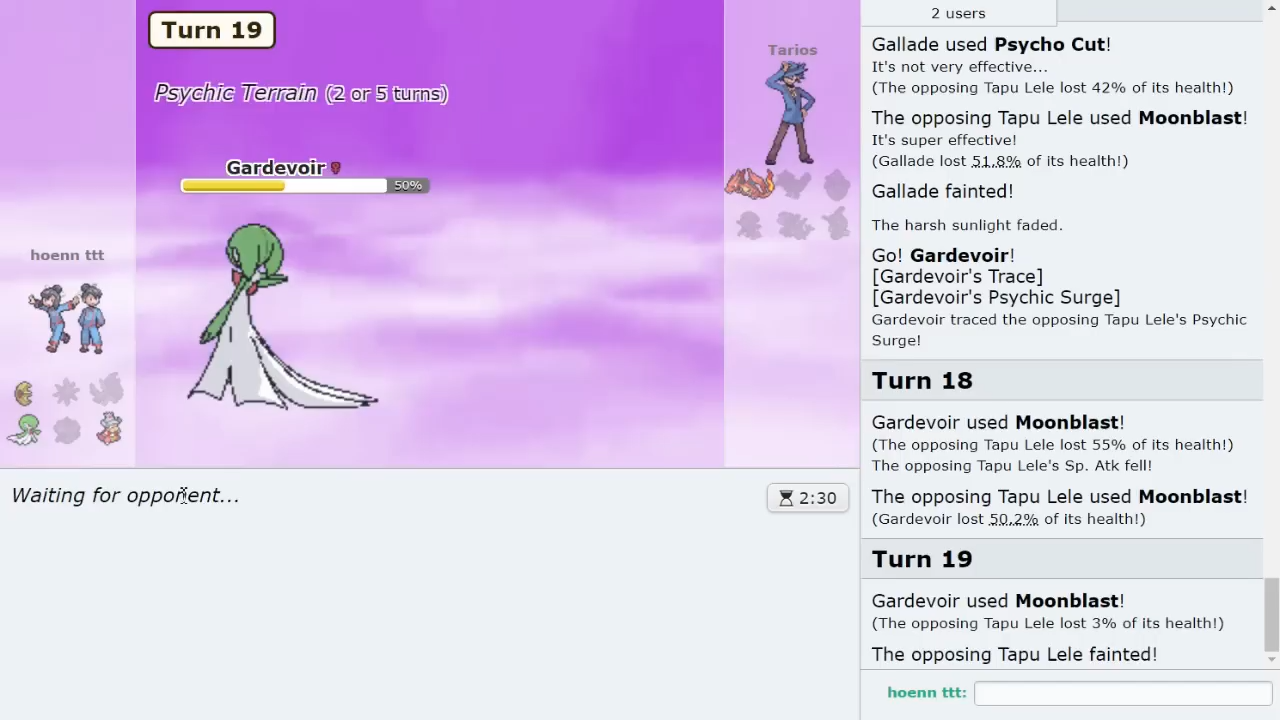 Turn 19
Psychic Terrain (2 or 5 turns)
Tarios
Gardevoir
50%
hoenn ttt
Waiting for opponent...
2:30
2 users
Gallade used Psycho Cut!
It's not very effective...
(The opposing Tapu Lele lost 42% of its health!)
The opposing Tapu Lele used Moonblast!
It's super effective!
(Gallade lost 51.8% of its health!)
Gallade fainted!
The harsh sunlight faded.
Go! Gardevoir!
[Gardevoir's Trace]
[Gardevoir's Psychic Surge]
Gardevoir traced the opposing Tapu Lele's Psychic
Surge!
Turn 18
Gardevoir used Moonblast!
(The opposing Tapu Lele lost 55% of its health!)
The opposing Tapu Lele's Sp. Atk fell!
The opposing Tapu Lele used Moonblast!
(Gardevoir lost 50.2% of its health!)
Turn 19
Gardevoir used Moonblast!
(The opposing Tapu Lele lost 3% of its health!)
The opposing Tapu Lele fainted!
hoenn ttt: